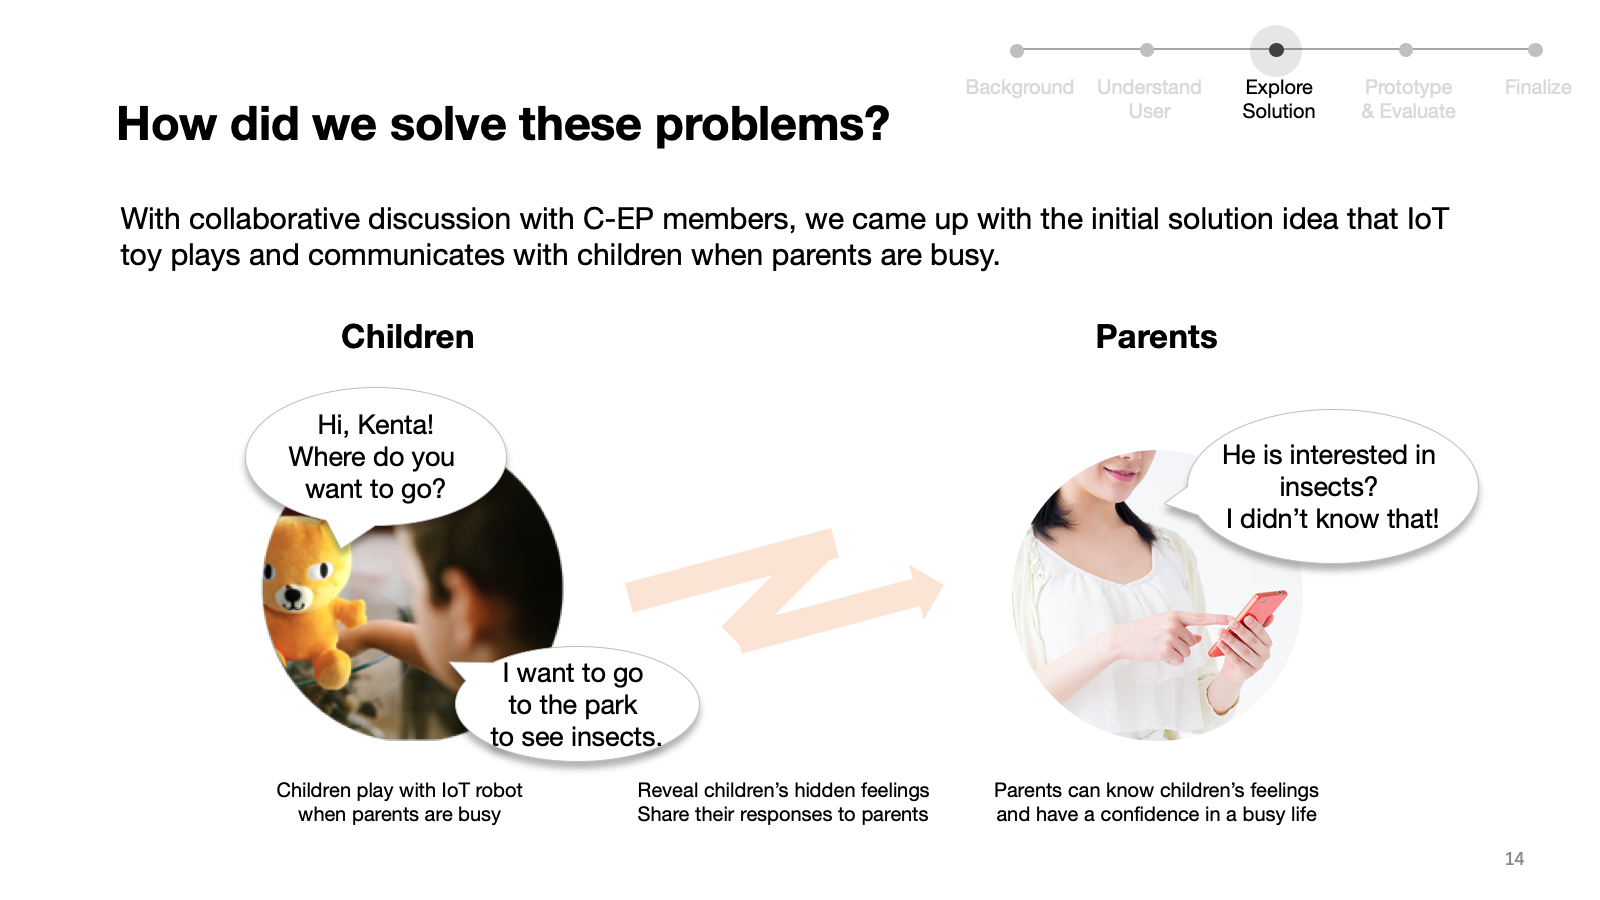 Background
Understand
User
Explore
Solution
Prototype
& Evaluate
Finalize
How did we solve these problems?
With collaborative discussion with C-EP members, we came up with the initial solution idea that IoT
toy plays and communicates with children when parents are busy.
Children
Parents
Hi, Kenta!
Where do you
want to go?
I want to go
to the park
to see insects.
He is interested in
insects?
I didn’t know that!
Children play with IoT robot
when parents are busy
Reveal children’s hidden feelings
Share their responses to parents
Parents can know children’s feelings
and have a confidence in a busy life
14